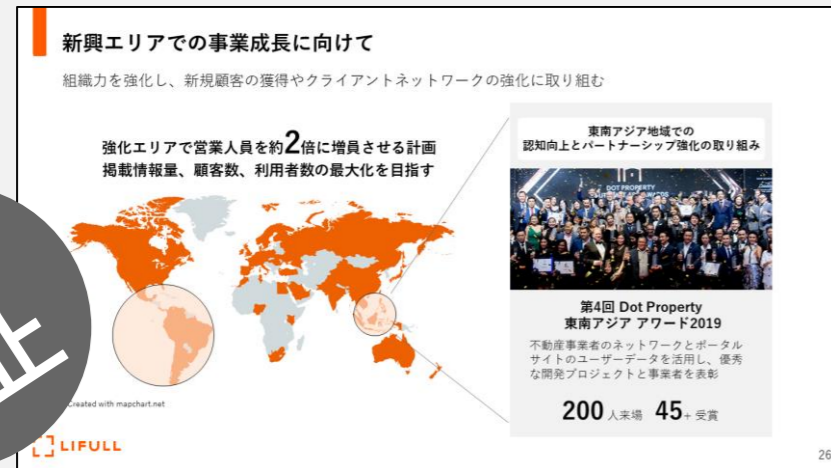 新興エリアでの事業成長に向けて
組織力を強化し、新規顧客の獲得やクライアントネットワークの強化に取り組む
強化エリアで営業人員を約2倍に増員させる計画
掲載情報量、顧客数、利用者数の最大化を目指す
東南アジア地域での
認知向上とパートナーシップ強化の取り組み
DOT PROPERTY
第4回 Dot Property
東南アジア アワード2019
不動産事業者のネットワークとポータル
サイトのユーザーデータを活用し、優秀
な開発プロジェクトと事業者を表彰
200人来場 45+ 受賞
Created with mapchart.net
止
LIFULL
26